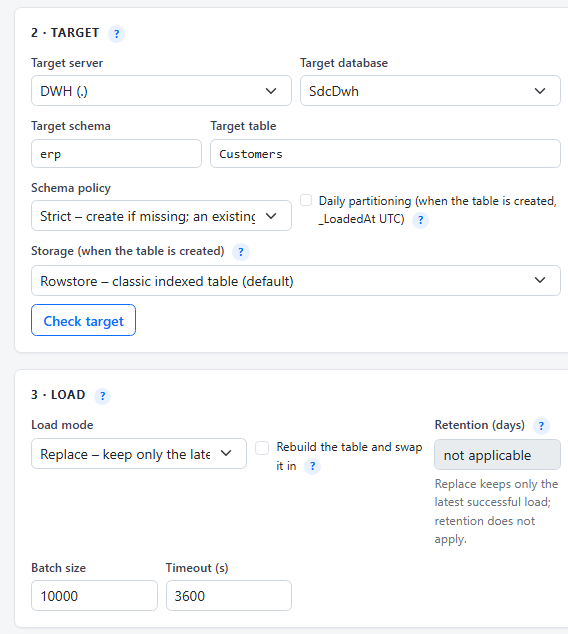 2 · TARGET ?
Target server
Target database
DWH (.)
SdcDwh
Target schema
Target table
erp
Customers
Schema policy
Strict – create if missing; an existing
Daily partitioning (when the table is created,
_LoadedAt UTC) ?
Storage (when the table is created) ?
Rowstore – classic indexed table (default)
Check target
3 · LOAD ?
Load mode
Retention (days) ?
Replace – keep only the late
Rebuild the table and swap
it in ?
not applicable
Replace keeps only the
latest successful load;
retention does not
apply.
Batch size
Timeout (s)
10000
3600